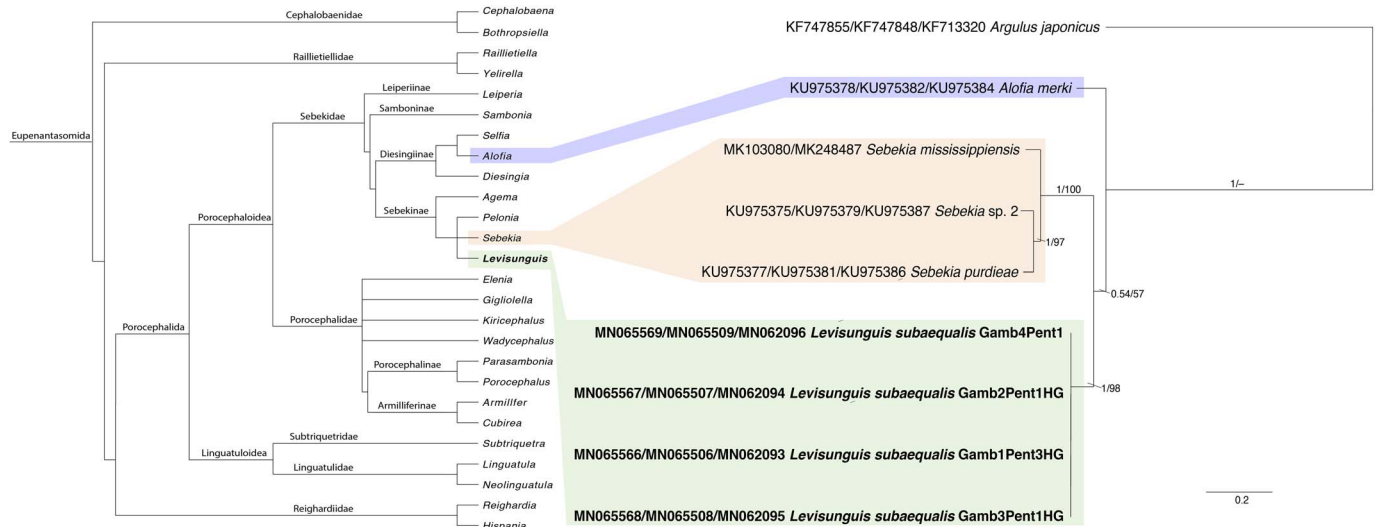 Eupenantasomida
Cephalobaenidae
Cephalobaena
Bothropsiella
Raillietiellidae
Raillietiella
Yelirella
Porocephalida
Porocephaloidea
Sebekidae
Leiperiinae
Leiperia
Samboninae
Sambonia
Diesingiinae
Selfia
Alofia
Diesingia
Sebekinae
Agema
Pelonia
Sebekia
Levisunguis
Porocephalidae
Elenia
Gigliolella
Kiricephalus
Wadycephalus
Porocephalinae
Parasambonia
Porocephalus
Armilliferinae
Armillfer
Cubirea
Linguatuloidea
Subtriquetridae
Subtriquetra
Linguatulidae
Linguatula
Neolinguatula
Reighardiidae
Reighardia
Hispania
KF747855/KF747848/KF713320 Argulus japonicus
KU975378/KU975382/KU975384 Alofia merki
MK103080/MK248487 Sebekia mississippiensis
KU975375/KU975379/KU975387 Sebekia sp. 2
KU975377/KU975381/KU975386 Sebekia purdieae
MN065569/MN065509/MN062096 Levisunguis subaequalis Gamb4Pent1
MN065567/MN065507/MN062094 Levisunguis subaequalis Gamb2Pent1HG
MN065566/MN065506/MN062093 Levisunguis subaequalis Gamb1Pent3HG
MN065568/MN065508/MN062095 Levisunguis subaequalis Gamb3Pent1HG
1/–
1/100
1/97
0.54/57
1/98
0.2